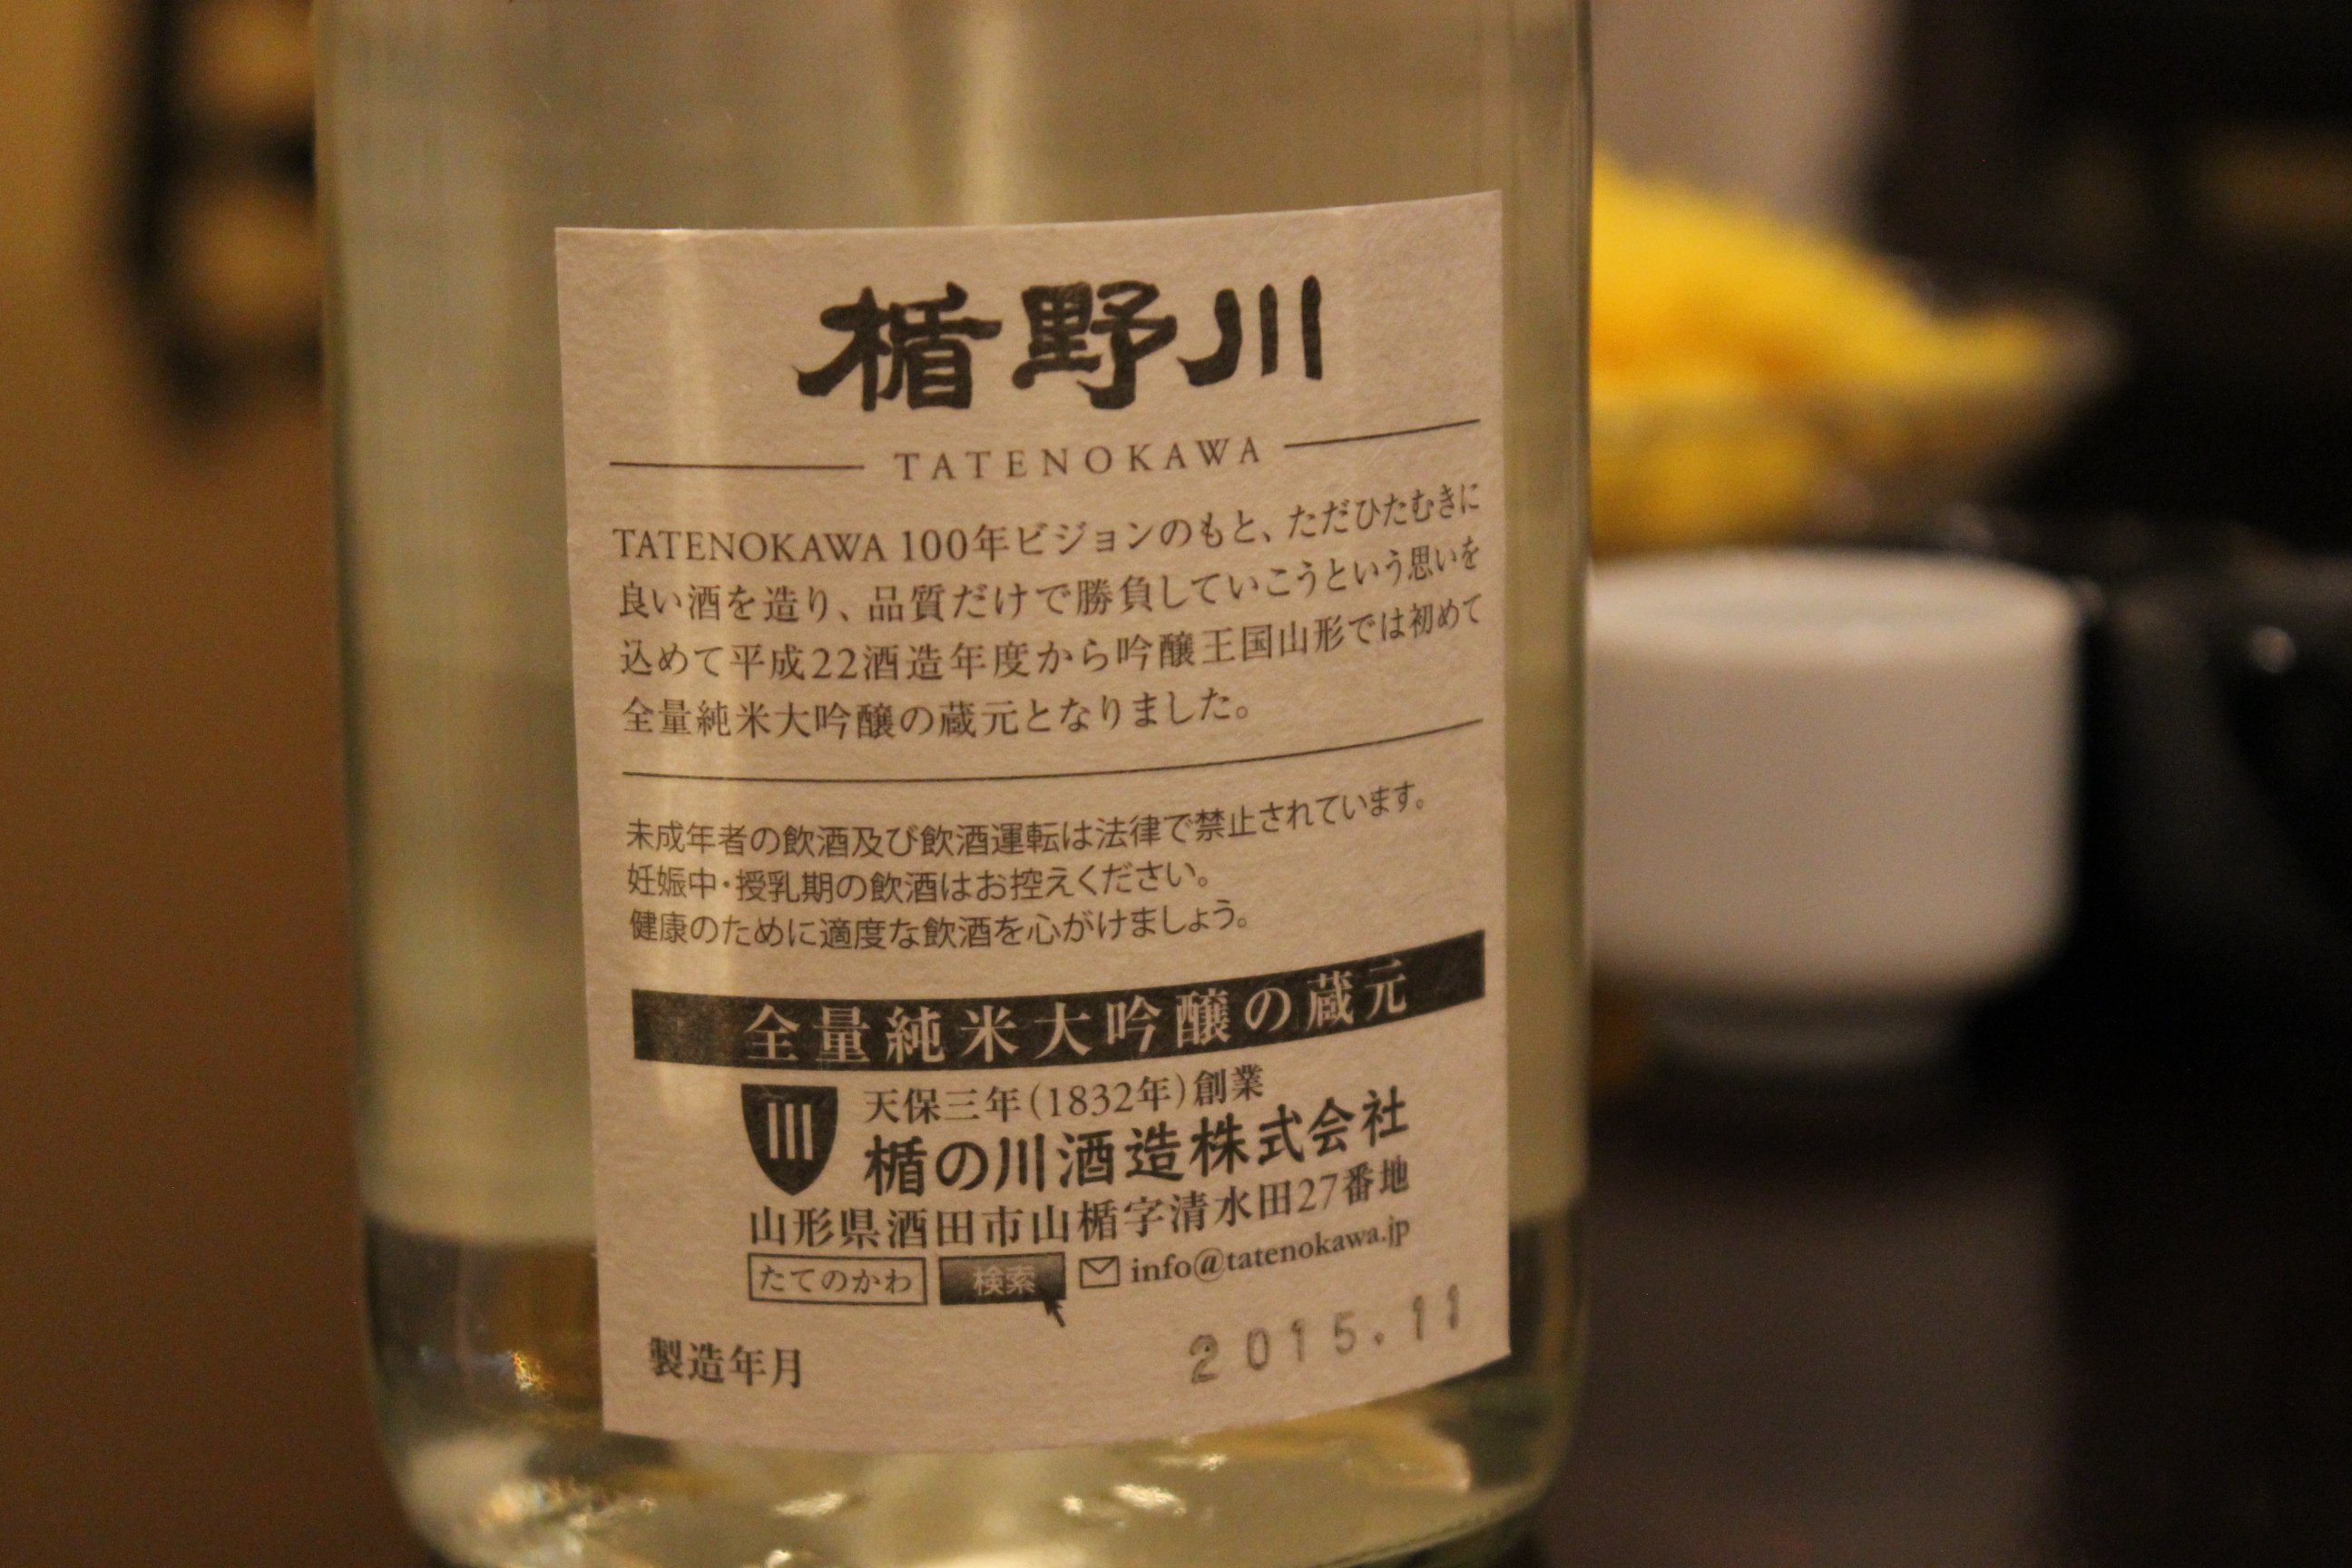 楯野川
TATENOKAWA
TATENOKAWA 100年ビジョンのもと、ただひたむきに
良い酒を造り、品質だけで勝負していこうという思いを
込めて平成22酒造年度から吟醸王国山形では初めて
全量純米大吟醸の蔵元となりました。
未成年者の飲酒及び飲酒運転は法律で禁止されています。
妊娠中・授乳期の飲酒はお控えください。
健康のために適度な飲酒を心がけましょう。
全量純米大吟醸の蔵元
天保三年(1832年)創業
楯の川酒造株式会社
山形県酒田市山楯字清水田27番地
たてのかわ 検索 info@tatenokawa.jp
製造年月 2015.11